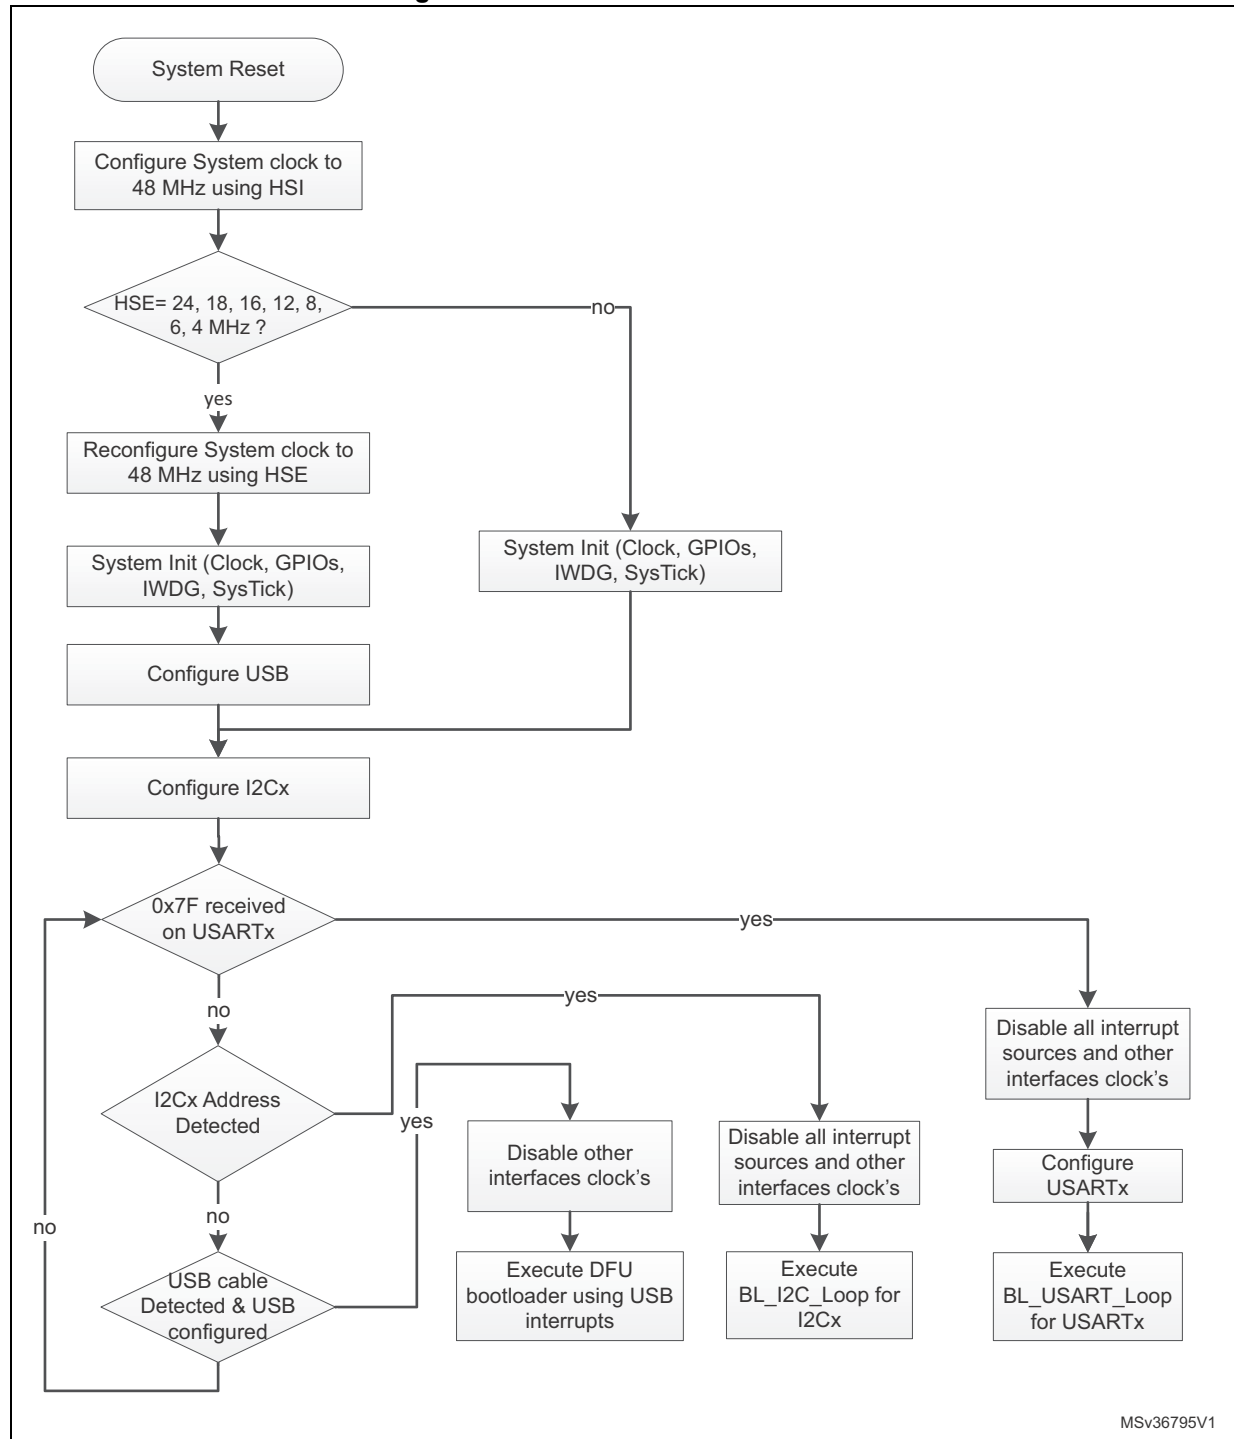 System Reset
Configure System clock to
48 MHz using HSI
HSE= 24, 18, 16, 12, 8,
6, 4 MHz ?
no
yes
Reconfigure System clock to
48 MHz using HSE
System Init (Clock, GPIOs,
IWDG, SysTick)
System Init (Clock, GPIOs,
IWDG, SysTick)
Configure USB
Configure I2Cx
0x7F received
on USARTx
yes
no
yes
Disable all interrupt
sources and other
interfaces clock's
I2Cx Address
Detected
yes
Disable other
interfaces clock's
Disable all interrupt
sources and other
interfaces clock's
Configure
USARTx
no
no
USB cable
Detected & USB
configured
Execute DFU
bootloader using USB
interrupts
Execute
BL_I2C_Loop for
I2Cx
Execute
BL_USART_Loop
for USARTx
MSv36795V1